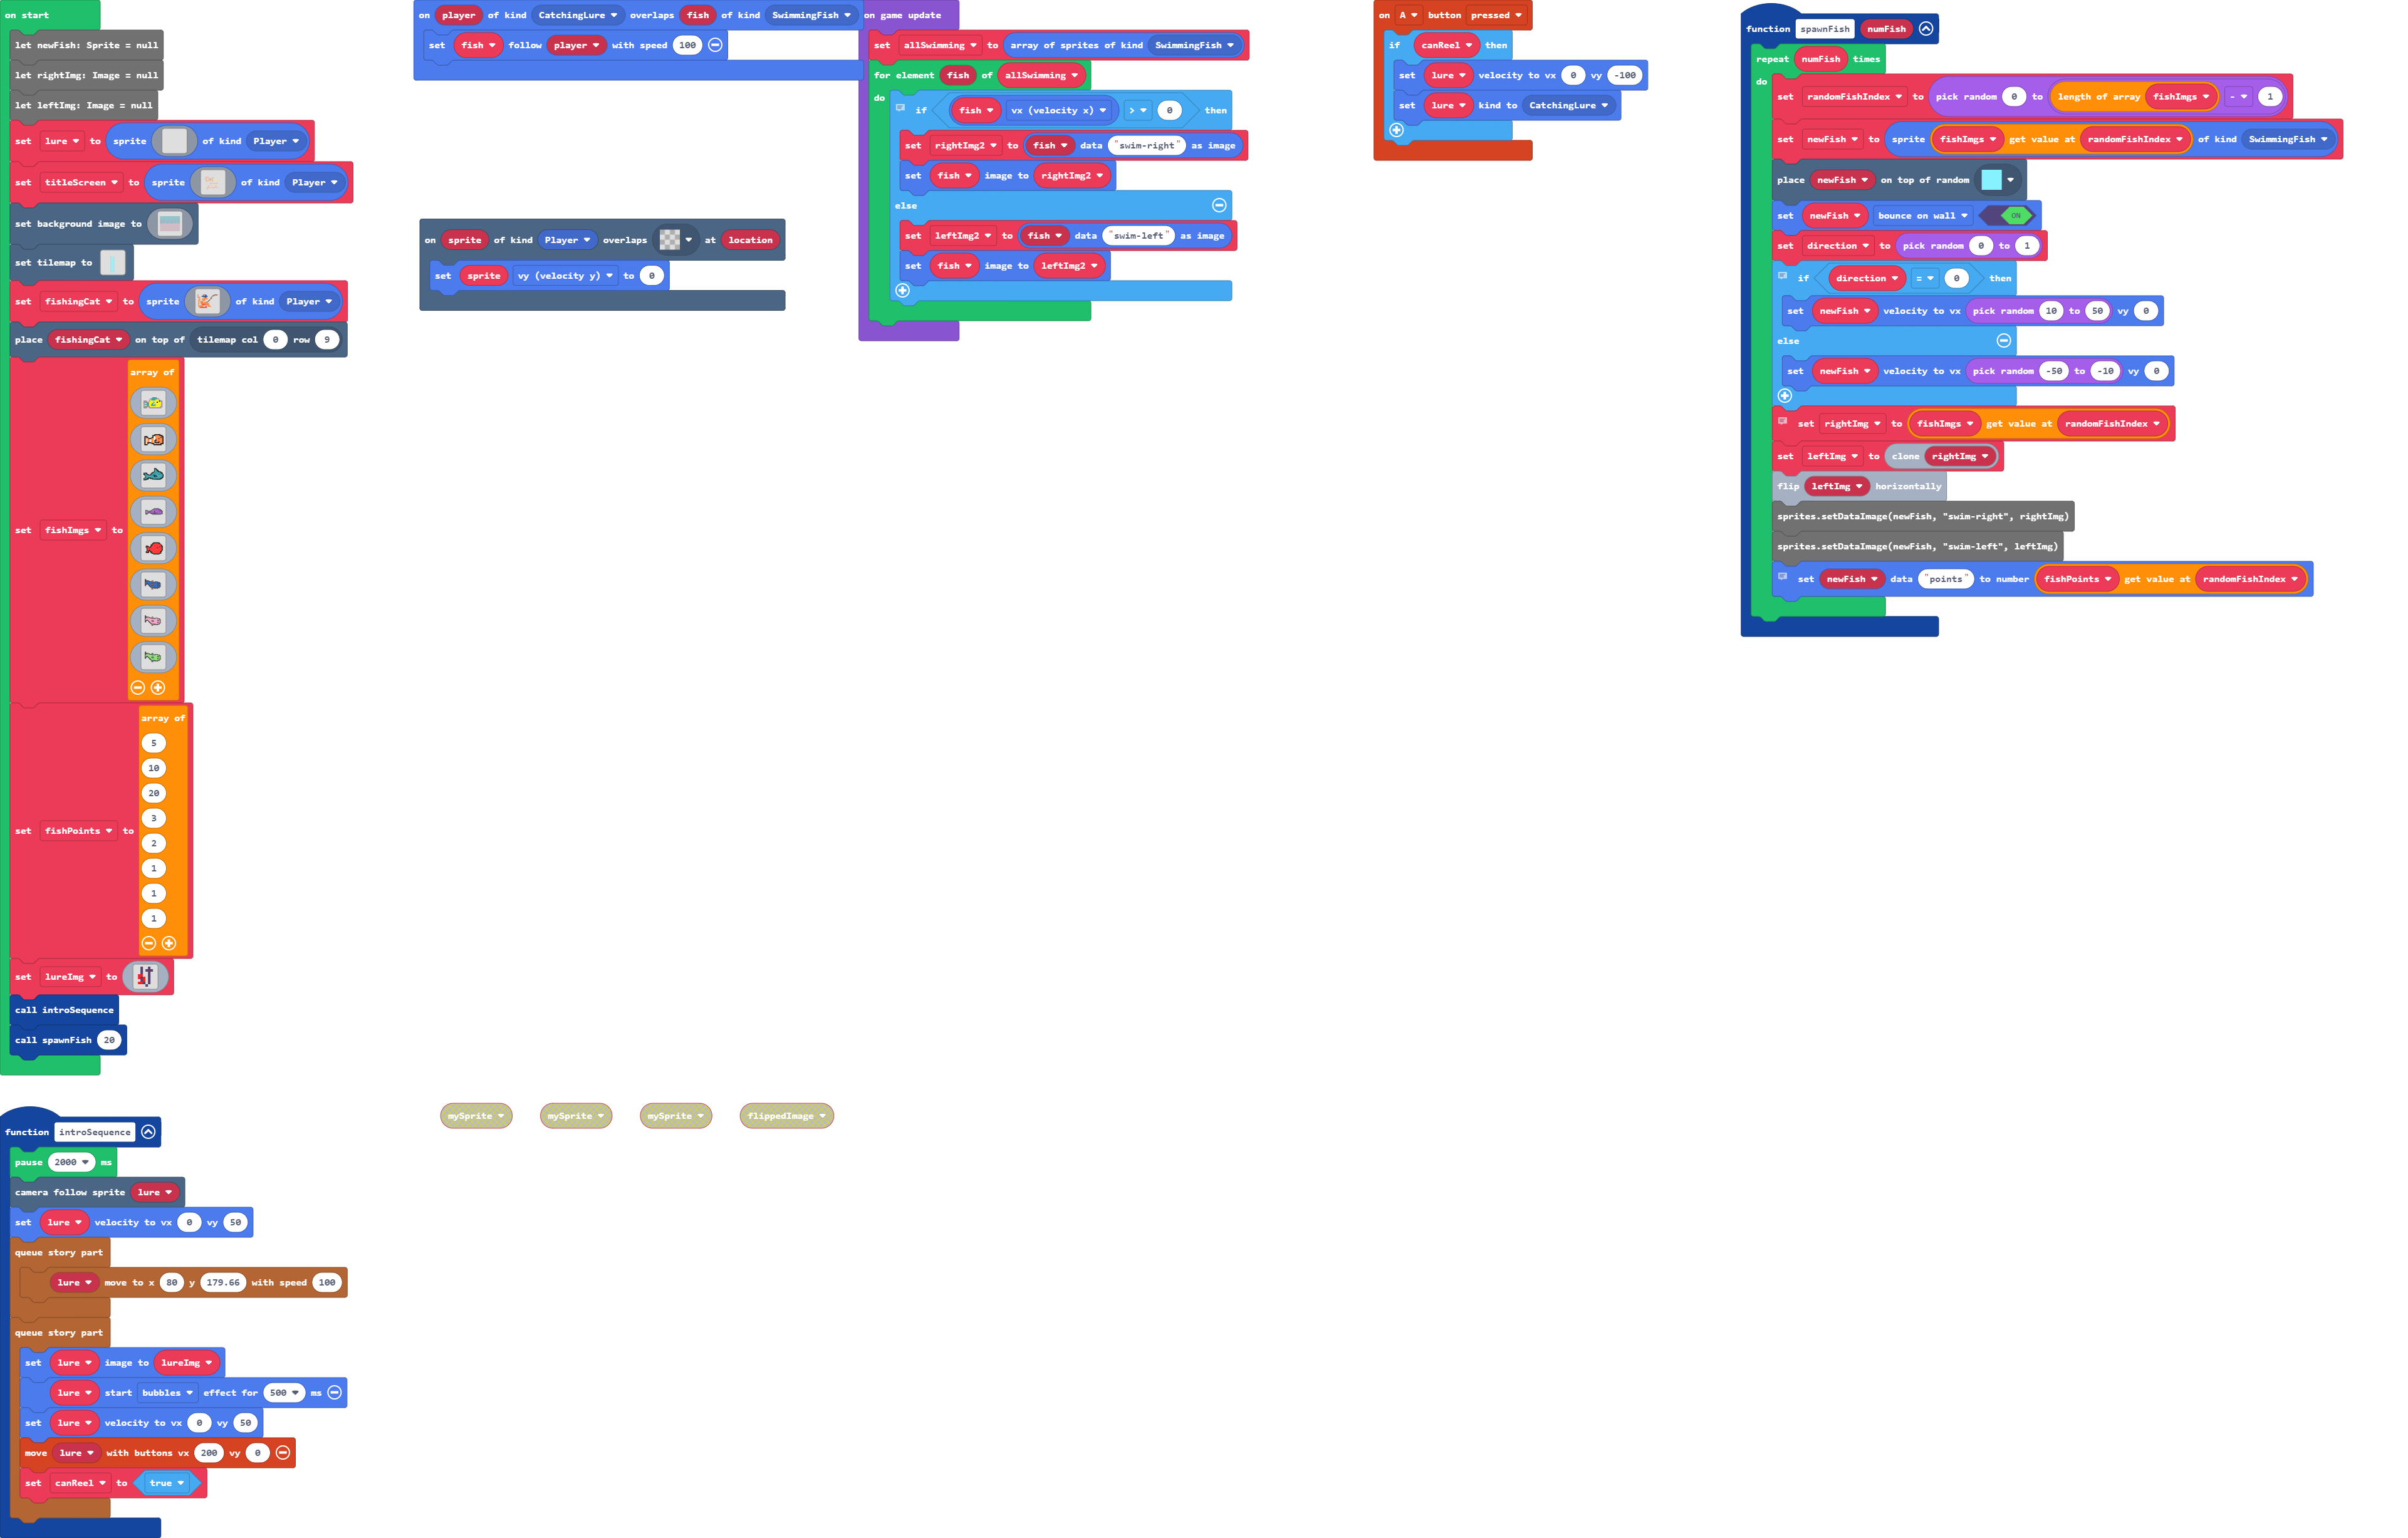 on start
let newFish: Sprite = null
let rightImg: Image = null
let leftImg: Image = null
set lure to sprite of kind Player
set titleScreen to sprite of kind Player
set background image to
set tilemap to
set fishingCat to sprite of kind Player
place fishingCat on top of tilemap col 0 row 9
array of
set fishImgs to
array of
5
10
20
3
2
set fishPoints to
1
1
1
set lureImg to
call introSequence
call spawnFish 20
on player of kind CatchingLure overlaps fish of kind SwimmingFish
set fish follow player with speed 100
on sprite of kind Player overlaps at location
set sprite vy (velocity y) to 0
on game update
set allSwimming to array of sprites of kind SwimmingFish
for element fish of allSwimming
do
if fish vx (velocity x) > 0 then
set rightImg2 to fish data "swim-right" as image
set fish image to rightImg2
else
set leftImg2 to fish data "swim-left" as image
set fish image to leftImg2
on A button pressed
if canReel then
set lure velocity to vx 0 vy -100
set lure kind to CatchingLure
function spawnFish numFish
repeat numFish times
do
set randomFishIndex to pick random 0 to length of array fishImgs - 1
set newFish to sprite fishImgs get value at randomFishIndex of kind SwimmingFish
place newFish on top of random
set newFish bounce on wall ON
set direction to pick random 0 to 1
if direction = 0 then
set newFish velocity to vx pick random 10 to 50 vy 0
else
set newFish velocity to vx pick random -50 to -10 vy 0
set rightImg to fishImgs get value at randomFishIndex
set leftImg to clone rightImg
flip leftImg horizontally
sprites.setDataImage(newFish, "swim-right", rightImg)
sprites.setDataImage(newFish, "swim-left", leftImg)
set newFish data "points" to number fishPoints get value at randomFishIndex
mySprite mySprite mySprite flippedImage
function introSequence
pause 2000 ms
camera follow sprite lure
set lure velocity to vx 0 vy 50
queue story part
lure move to x 80 y 179.66 with speed 100
queue story part
set lure image to lureImg
lure start bubbles effect for 500 ms
set lure velocity to vx 0 vy 50
move lure with buttons vx 200 vy 0
set canReel to true